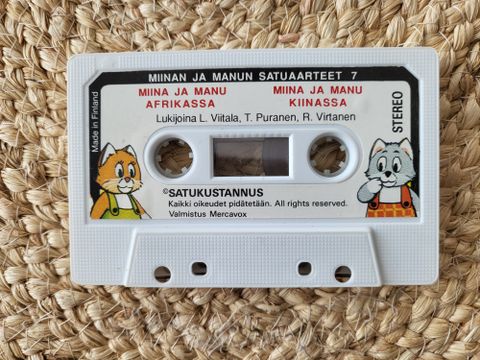 MIINAN JA MANUN SATUAARTEET 7
MIINA JA MANU
AFRIKASSA
MIINA JA MANU
KIINASSA
Lukijoina L. Viitala, T. Puranen, R. Virtanen
Made in Finland
STEREO
©SATUKUSTANNUS
Kaikki oikeudet pidätetään. All rights reserved.
Valmistus Mercavox